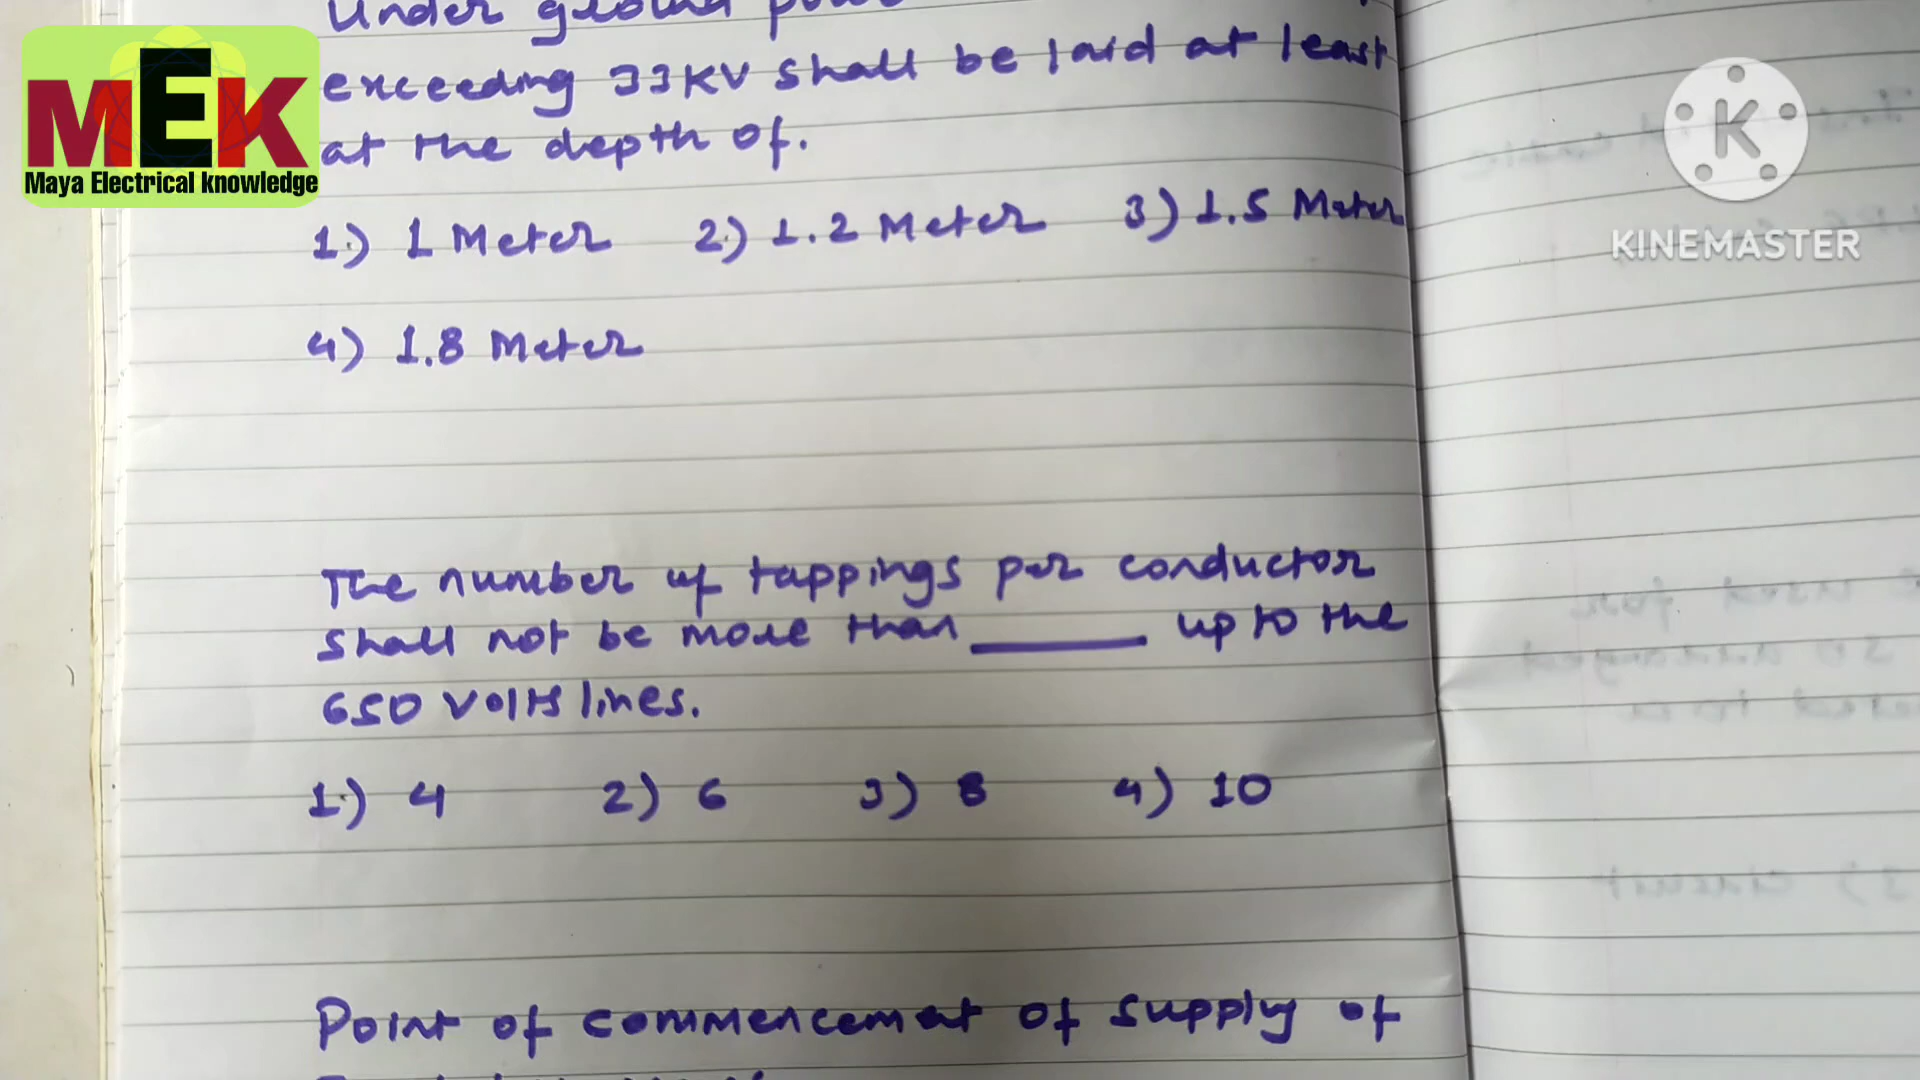 Under ground
exceeding 33KV shall be laid at least
at the depth of.
1) 1 Meter 2) 1.2 Meter 3) 1.5 Meter
4) 1.8 Meter
The number of tappings per conductor
shall not be more than ______ up to the
650 Volts lines.
1) 4 2) 6 3) 8 4) 10
Point of commencement of supply of
MEK
Maya Electrical knowledge
K
KINEMASTER